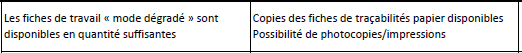 Les fiches de travail « mode dégradé » sont
disponibles en quantité suffisantes
Copies des fiches de traçabilités papier disponibles
Possibilité de photocopies/impressions